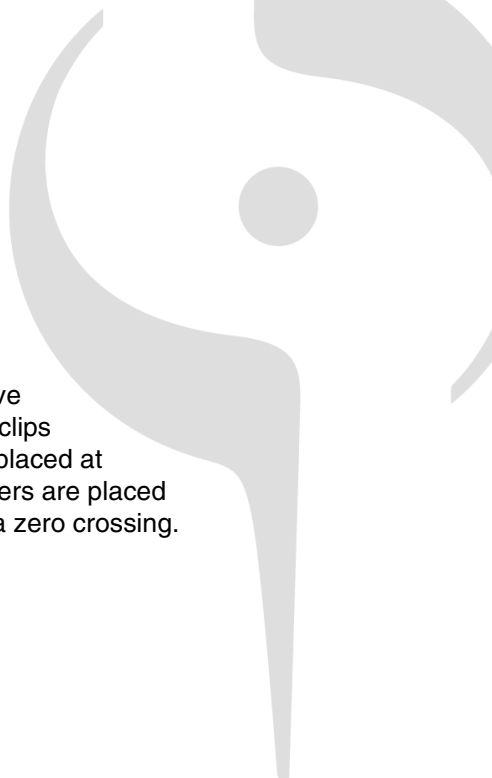 ve
clips
placed at
ers are placed
a zero crossing.